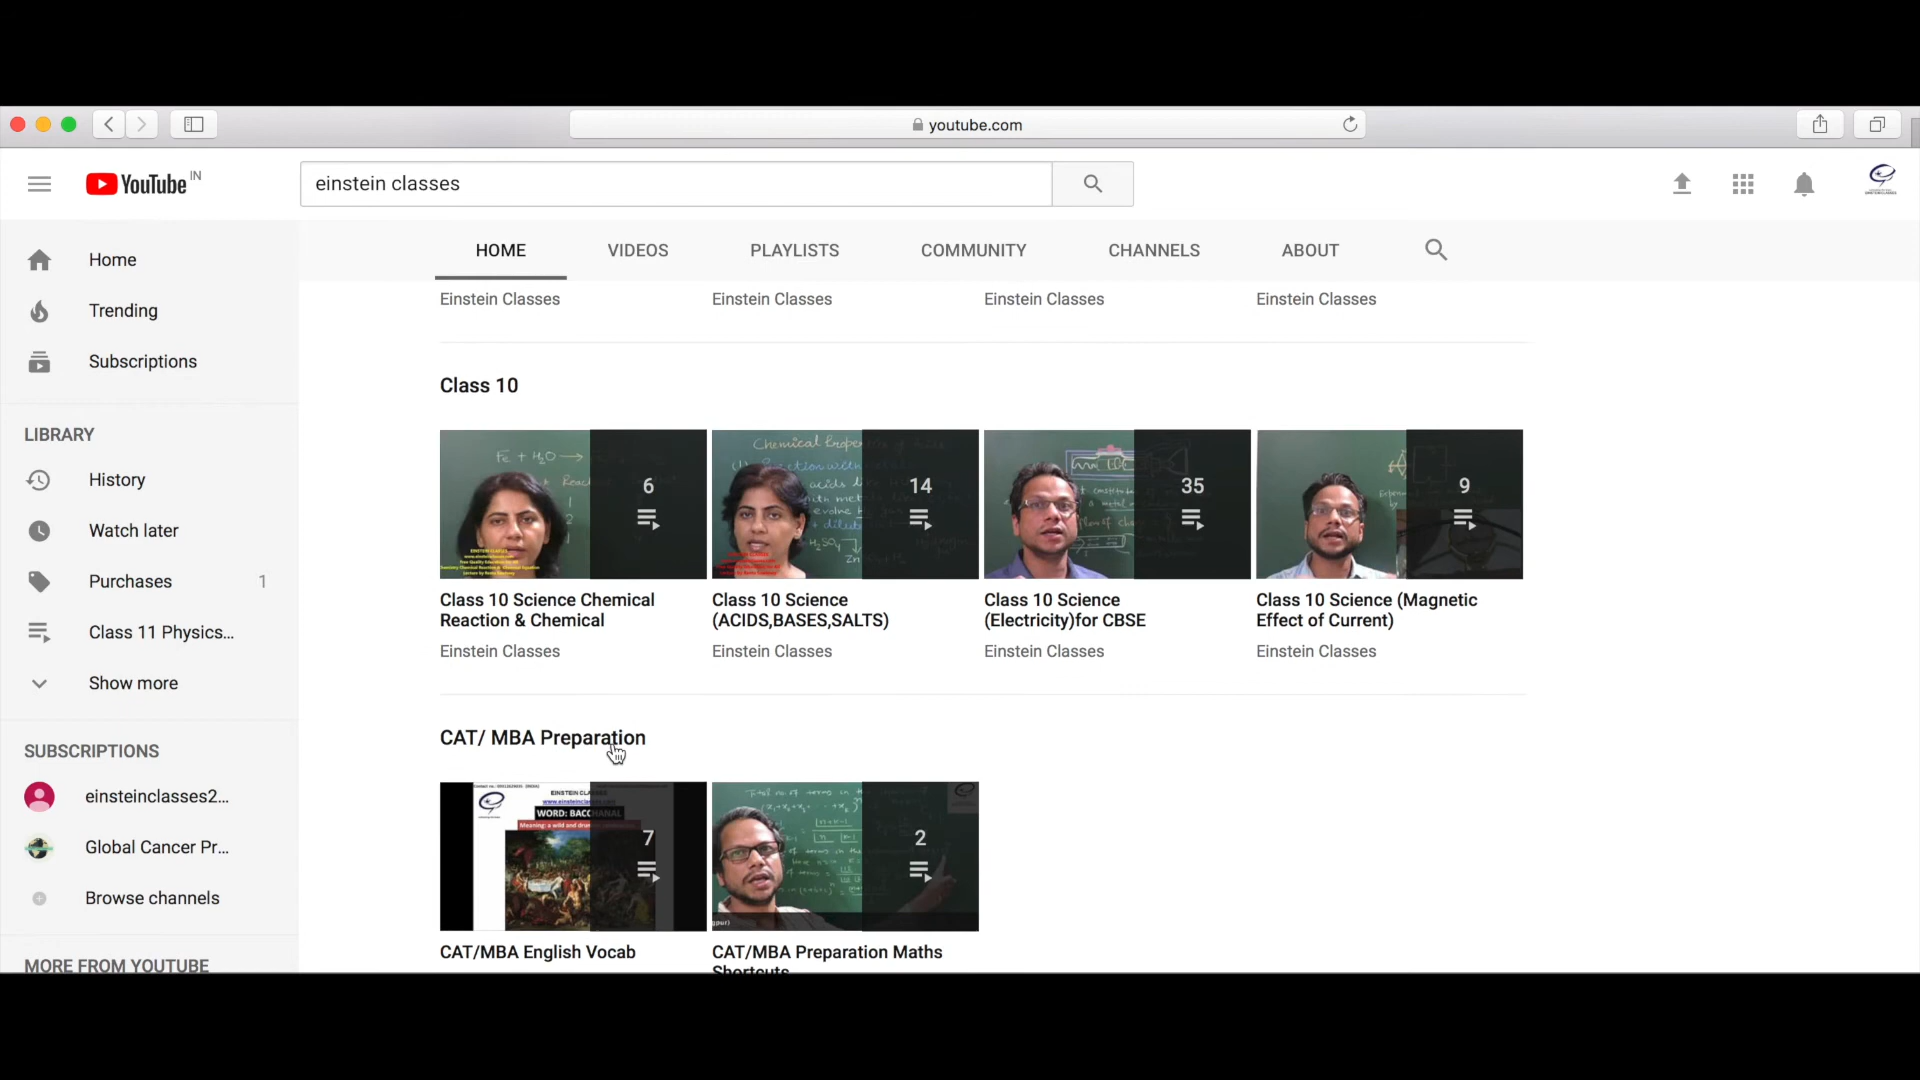 youtube.com
YouTube IN
einstein classes
HOME VIDEOS PLAYLISTS COMMUNITY CHANNELS ABOUT
Home
Trending
Subscriptions
LIBRARY
History
Watch later
Purchases 1
Class 11 Physics...
Show more
SUBSCRIPTIONS
einsteinclasses2...
Global Cancer Pr...
Browse channels
MORE FROM YOUTUBE
Einstein Classes Einstein Classes Einstein Classes Einstein Classes
Class 10
6 14 35 9
Class 10 Science Chemical
Reaction & Chemical
Einstein Classes
Class 10 Science
(ACIDS,BASES,SALTS)
Einstein Classes
Class 10 Science
(Electricity)for CBSE
Einstein Classes
Class 10 Science (Magnetic
Effect of Current)
Einstein Classes
CAT/ MBA Preparation
WORD: BACCHANAL
7 2
CAT/MBA English Vocab
CAT/MBA Preparation Maths
Shortcuts